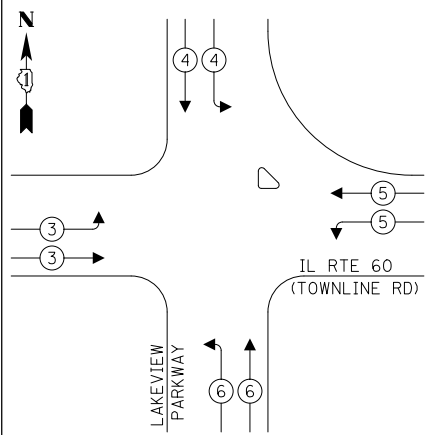 N
1
4 4
5
5
3
3
IL RTE 60
(TOWNLINE RD)
LAKEVIEW
PARKWAY
6 6